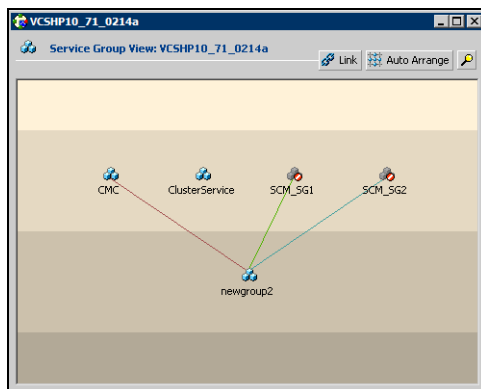 VCSHP10_71_0214a
Service Group View: VCSHP10_71_0214a
Link Auto Arrange
CMC ClusterService SCM_SG1 SCM_SG2
newgroup2